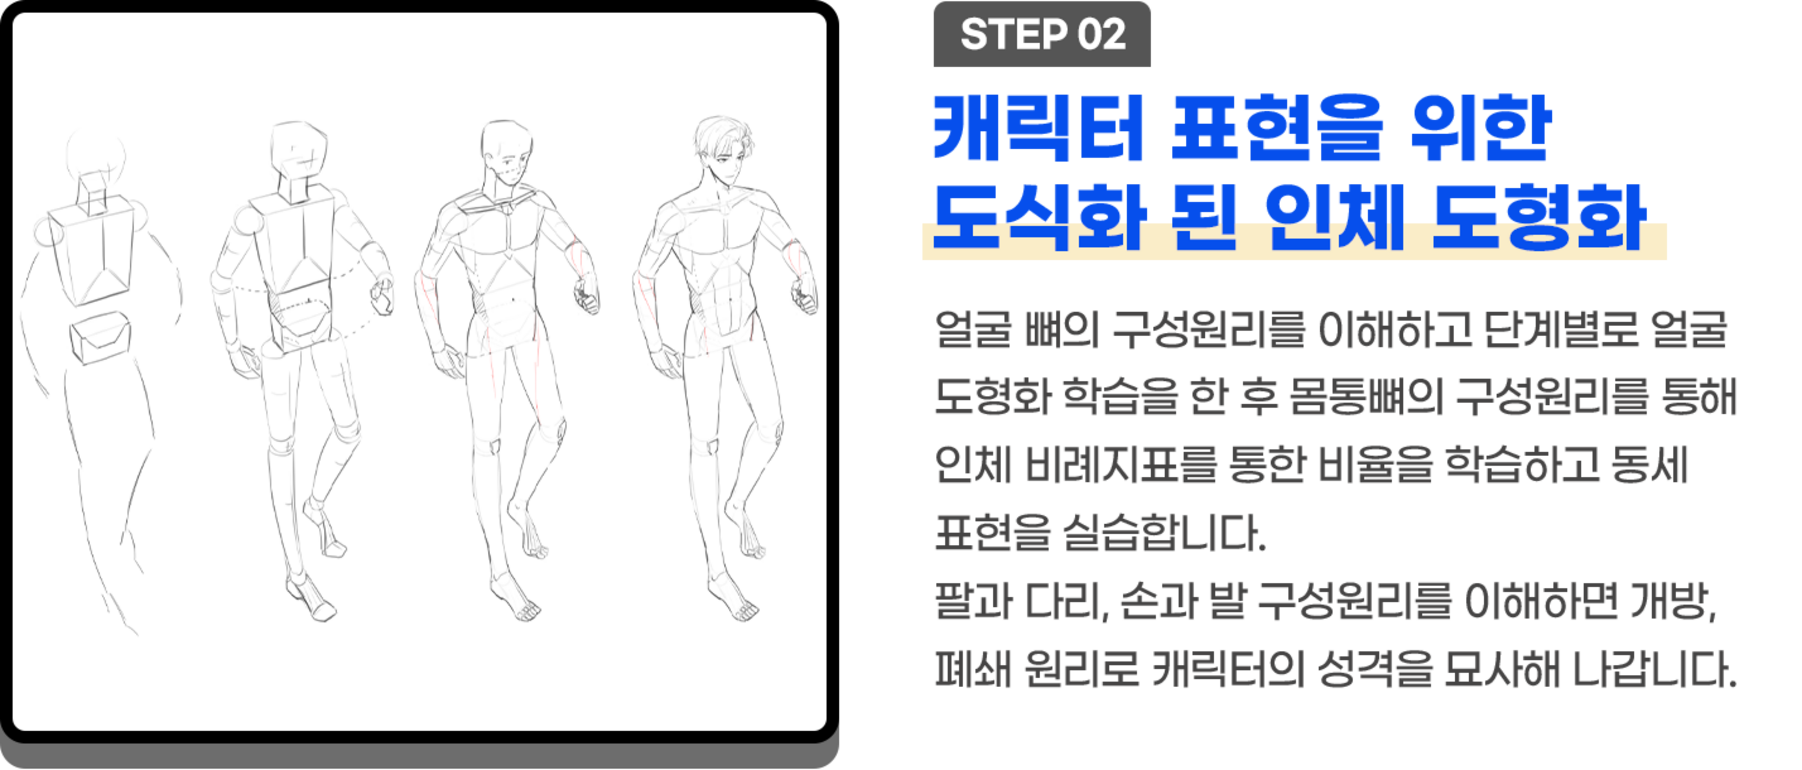 STEP 02
캐릭터 표현을 위한
도식화 된 인체 도형화
얼굴 뼈의 구성원리를 이해하고 단계별로 얼굴
도형화 학습을 한 후 몸통뼈의 구성원리를 통해
인체 비례지표를 통한 비율을 학습하고 동세
표현을 실습합니다.
팔과 다리, 손과 발 구성원리를 이해하면 개방,
폐쇄 원리로 캐릭터의 성격을 묘사해 나갑니다.